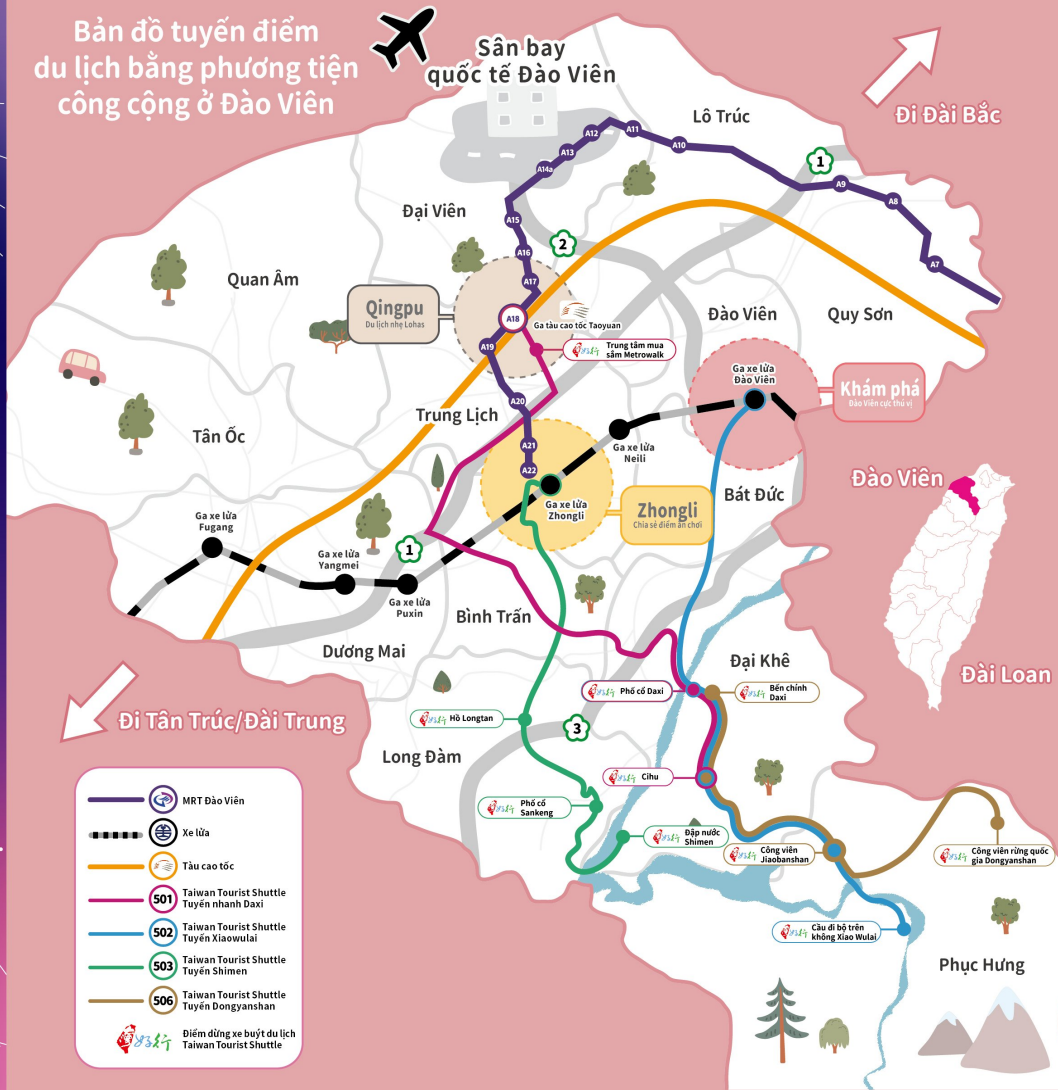 Bản đồ tuyến điểm
du lịch bằng phương tiện
công cộng ở Đào Viên
Sân bay
quốc tế Đào Viên
Đi Đài Bắc
Lô Trúc
A12
A11
A10
A13
A14a
1
A9
A8
A7
Đại Viên
A15
2
A16
A17
Quan Âm
Qingpu
Du lịch nhẹ Lohas
A18
Ga tàu cao tốc Taoyuan
Đào Viên
Quy Sơn
A19
Trung tâm mua
sắm Metrowalk
Ga xe lửa
Đào Viên
Khám phá
Đào Viên cực thú vị
A20
Trung Lịch
Tân Ốc
A21
A22
Ga xe lửa
Neili
Ga xe lửa
Zhongli
Zhongli
Chia sẻ điểm ăn chơi
Bát Đức
Đào Viên
Đài Loan
Ga xe lửa
Fugang
Ga xe lửa
Yangmei
1
Ga xe lửa
Puxin
Bình Trấn
Dương Mai
Đại Khê
Phố cổ Daxi
Bến chính
Daxi
Đi Tân Trúc/Đài Trung
Hồ Longtan
3
Long Đàm
Cihu
Phố cổ
Sankeng
Đập nước
Shimen
Công viên
Jiaobanshan
Công viên rừng quốc
gia Dongyanshan
Cầu đi bộ trên
không Xiao Wulai
Phục Hưng
MRT Đào Viên
Xe lửa
Tàu cao tốc
501
Taiwan Tourist Shuttle
Tuyến nhanh Daxi
502
Taiwan Tourist Shuttle
Tuyến Xiaowulai
503
Taiwan Tourist Shuttle
Tuyến Shimen
506
Taiwan Tourist Shuttle
Tuyến Dongyanshan
Điểm dừng xe buýt du lịch
Taiwan Tourist Shuttle